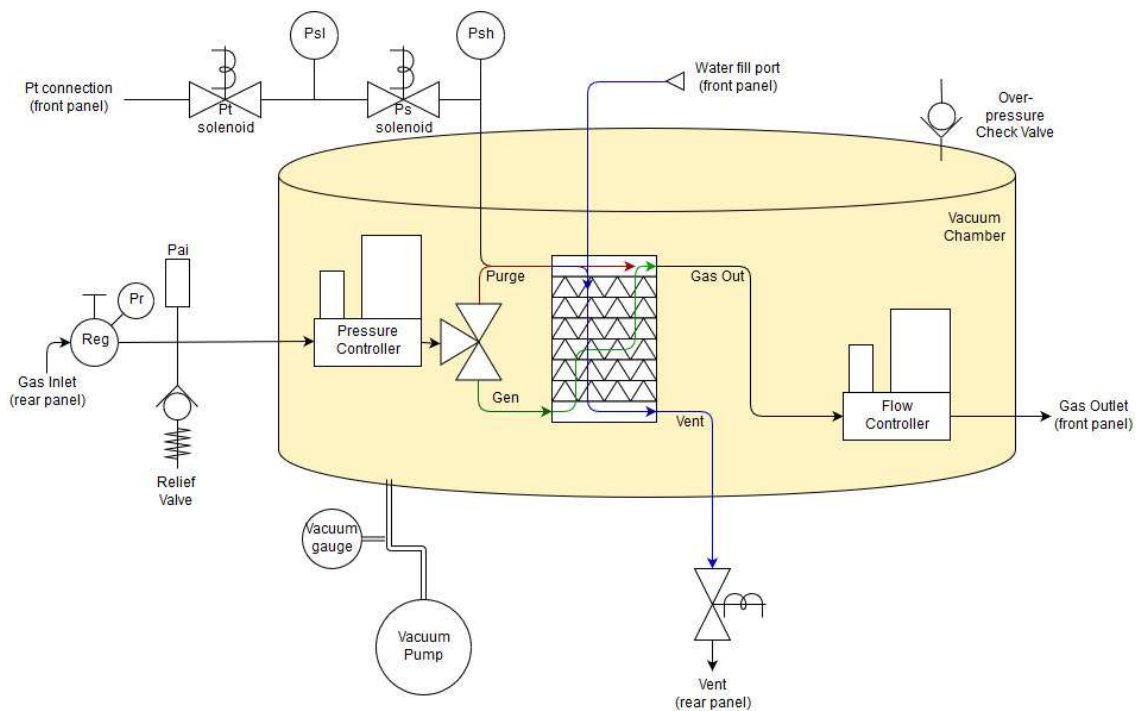 Psl
Psh
Pt connection
(front panel)
Pt
solenoid
Ps
solenoid
Water fill port
(front panel)
Over-
pressure
Check Valve
Vacuum
Chamber
Pai
Pr
Reg
Gas Inlet
(rear panel)
Pressure
Controller
Purge
Gas Out
Gen
Vent
Flow
Controller
Gas Outlet
(front panel)
Relief
Valve
Vacuum
gauge
Vacuum
Pump
Vent
(rear panel)